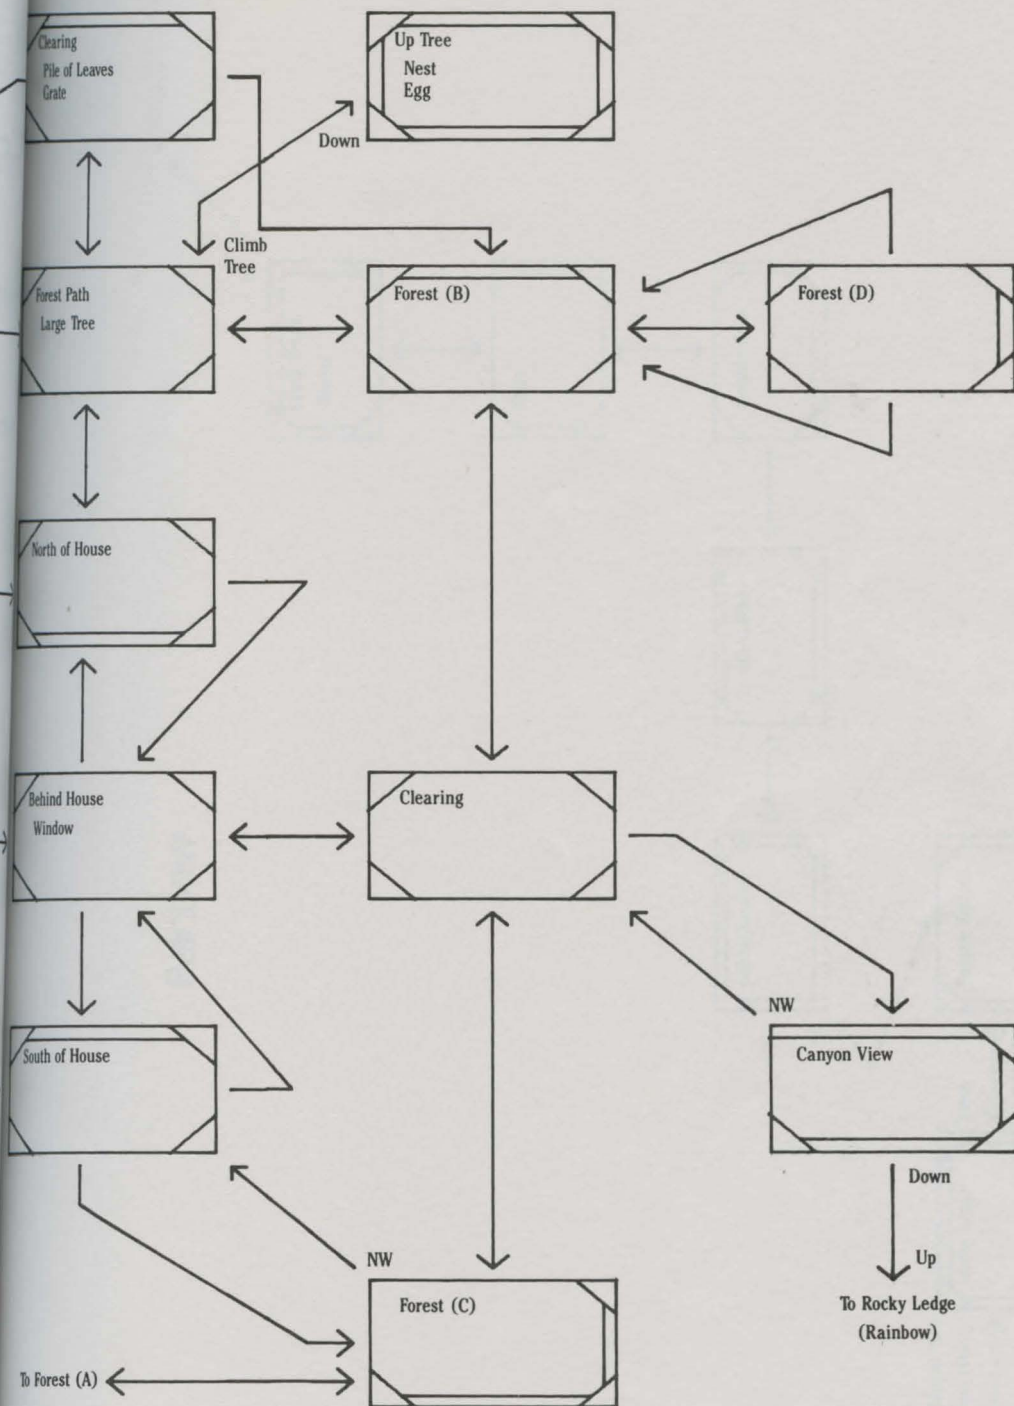 Clearing
Pile of Leaves
Grate
Up Tree
Nest
Egg
Down
Climb
Tree
Forest Path
Large Tree
Forest (B)
Forest (D)
North of House
Behind House
Window
Clearing
South of House
NW
Canyon View
Down
Up
To Rocky Ledge
(Rainbow)
NW
Forest (C)
To Forest (A)